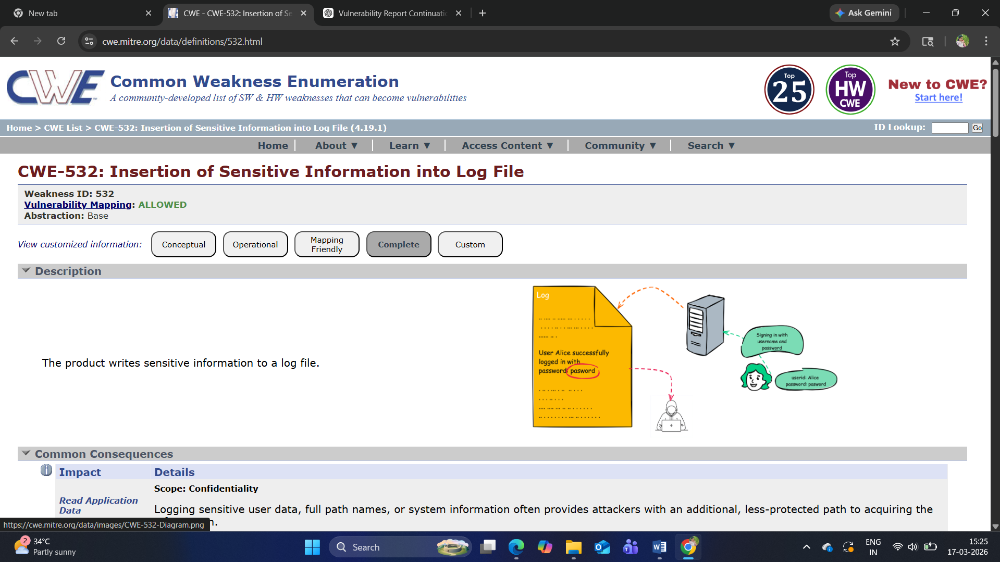 New tab
CWE - CWE-532: Insertion of Se
Vulnerability Report Continuatic
Ask Gemini
cwe.mitre.org/data/definitions/532.html
CWE
Common Weakness Enumeration
A community-developed list of SW & HW weaknesses that can become vulnerabilities
Top
25
Top
HW
CWE
New to CWE?
Start here!
Home > CWE List > CWE-532: Insertion of Sensitive Information into Log File (4.19.1)
ID Lookup:
Go
Home
About ▼
Learn ▼
Access Content ▼
Community ▼
Search ▼
CWE-532: Insertion of Sensitive Information into Log File
Weakness ID: 532
Vulnerability Mapping: ALLOWED
Abstraction: Base
View customized information:
Conceptual
Operational
Mapping
Friendly
Complete
Custom
Description
The product writes sensitive information to a log file.
Log
User Alice successfully
logged in with
password: pasword
Signing in with
username and
password
userid: Alice
password: pasword
Common Consequences
Impact
Details
Read Application
Data
Scope: Confidentiality
Logging sensitive user data, full path names, or system information often provides attackers with an additional, less-protected path to acquiring the
n.
https://cwe.mitre.org/data/images/CWE-532-Diagram.png
2
34°C
Partly sunny
Search
ENG
IN
15:25
17-03-2026